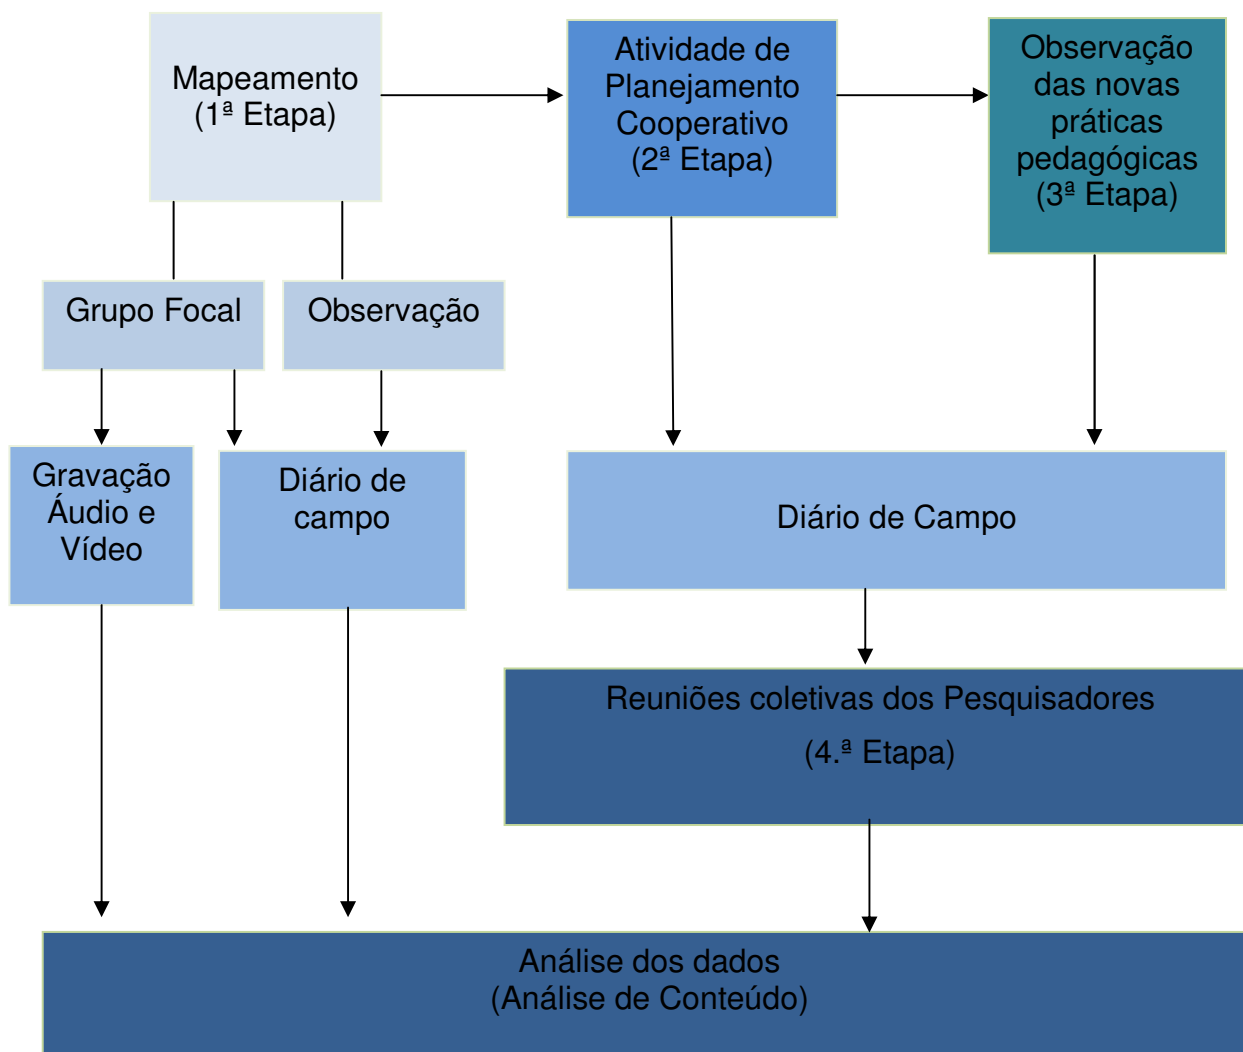 Mapeamento
(1ª Etapa)
Atividade de
Planejamento
Cooperativo
(2ª Etapa)
Observação
das novas
práticas
pedagógicas
(3ª Etapa)
Grupo Focal
Observação
Gravação
Áudio e
Vídeo
Diário de
campo
Diário de Campo
Reuniões coletivas dos Pesquisadores
(4.ª Etapa)
Análise dos dados
(Análise de Conteúdo)